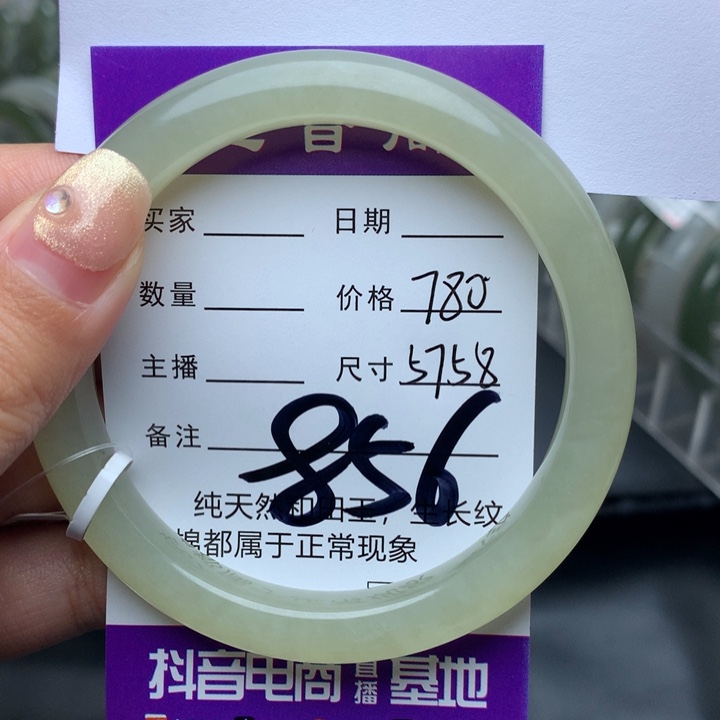 买家 日期
数量 价格 780
主播 尺寸 5758
备注 856
纯天然和田玉，生长纹
棉都属于正常现象
抖音电商直播基地